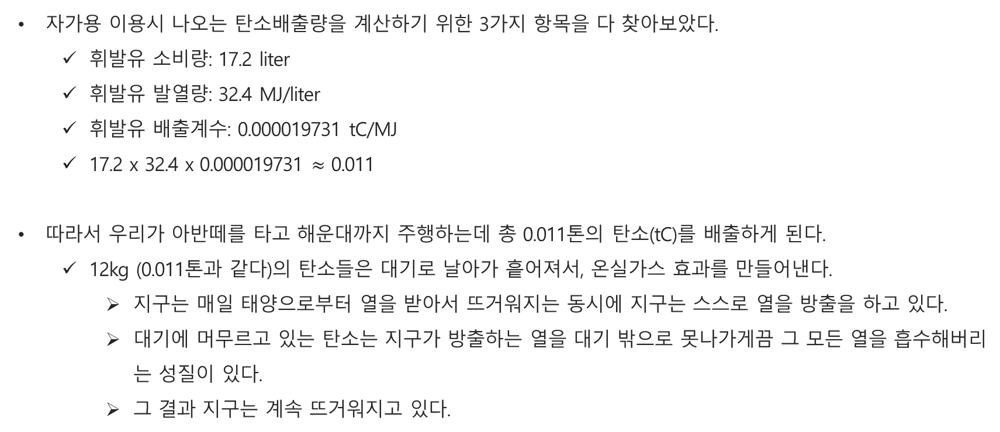 • 자가용 이용시 나오는 탄소배출량을 계산하기 위한 3가지 항목을 다 찾아보았다.
✓ 휘발유 소비량: 17.2 liter
✓ 휘발유 발열량: 32.4 MJ/liter
✓ 휘발유 배출계수: 0.000019731 tC/MJ
✓ 17.2 x 32.4 x 0.000019731 ≈ 0.011
• 따라서 우리가 아반떼를 타고 해운대까지 주행하는데 총 0.011톤의 탄소(tC)를 배출하게 된다.
✓ 12kg (0.011톤과 같다)의 탄소들은 대기로 날아가 흩어져서, 온실가스 효과를 만들어낸다.
➢ 지구는 매일 태양으로부터 열을 받아서 뜨거워지는 동시에 지구는 스스로 열을 방출을 하고 있다.
➢ 대기에 머무르고 있는 탄소는 지구가 방출하는 열을 대기 밖으로 못나가게끔 그 모든 열을 흡수해버리
는 성질이 있다.
➢ 그 결과 지구는 계속 뜨거워지고 있다.